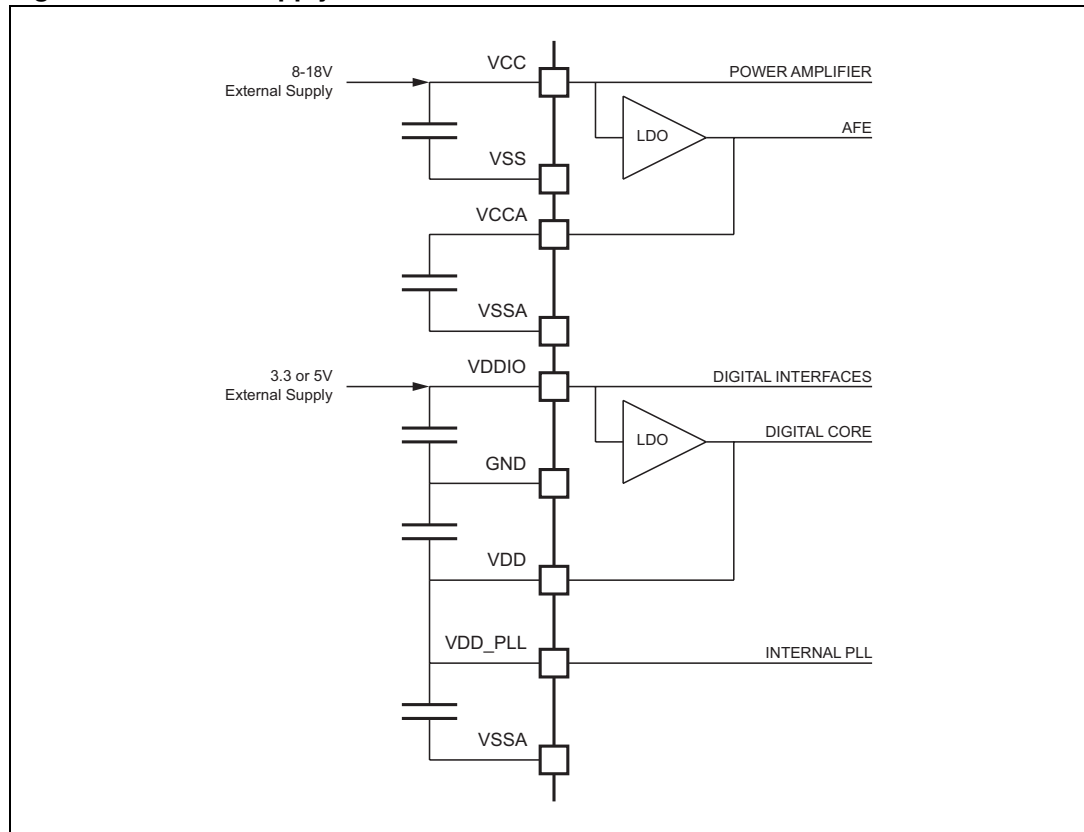 VCC
8-18V
External Supply
POWER AMPLIFIER
LDO
AFE
VSS
VCCA
VSSA
VDDIO
3.3 or 5V
External Supply
DIGITAL INTERFACES
LDO
DIGITAL CORE
GND
VDD
VDD_PLL
INTERNAL PLL
VSSA